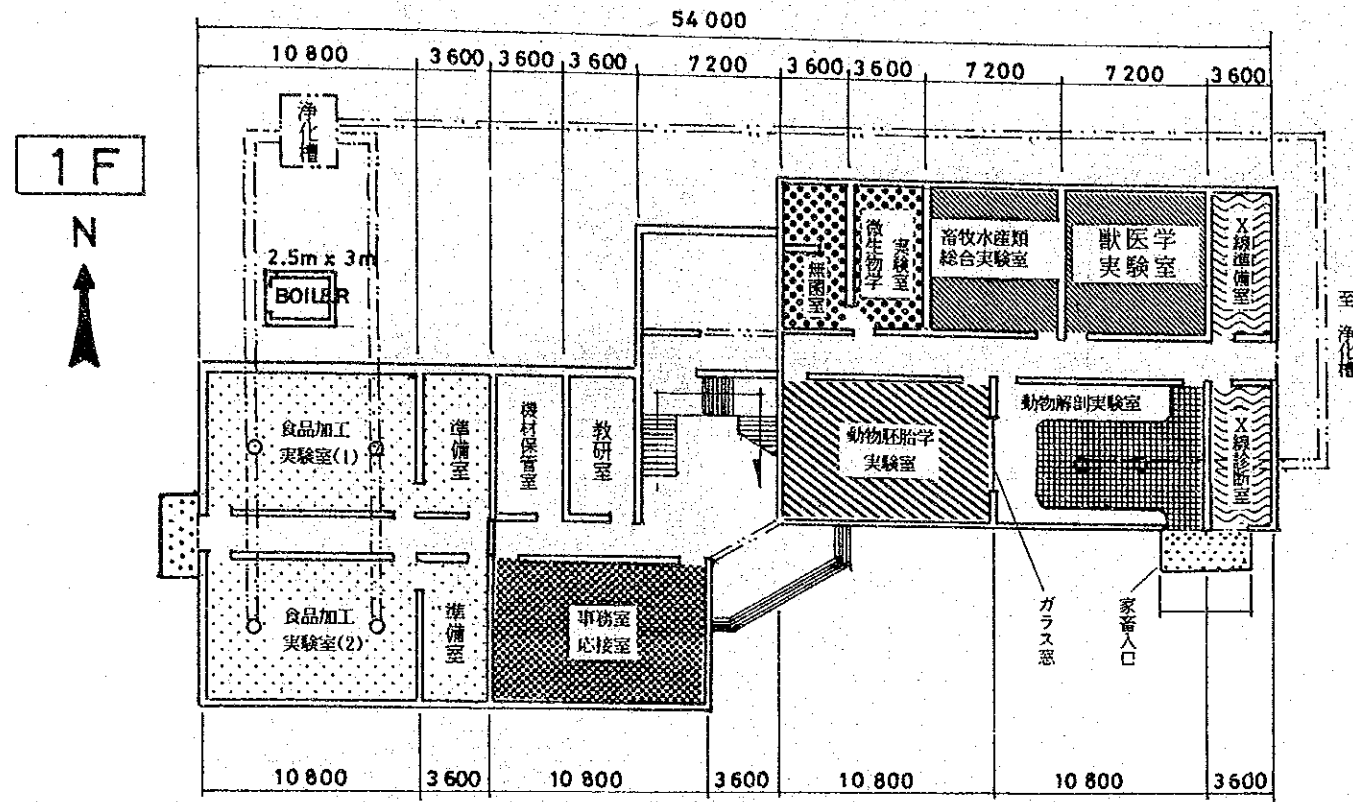 54 000
10 800
3 600
3 600
3 600
7 200
3 600
3 600
7 200
7 200
3 600
1 F
N
浄化槽
2.5m x 3m
BOILER
無菌室
微生物学
実験室
畜牧水産類
総合実験室
獣医学
実験室
X線準備室
至 浄化槽
食品加工
実験室(1)
準備室
機材保管室
教研室
動物胚胎学
実験室
動物解剖実験室
X線診断室
食品加工
実験室(2)
準備室
事務室
応接室
ガラス窓
家畜入口
10 800
3 600
10 800
3 600
10 800
10 800
3 600